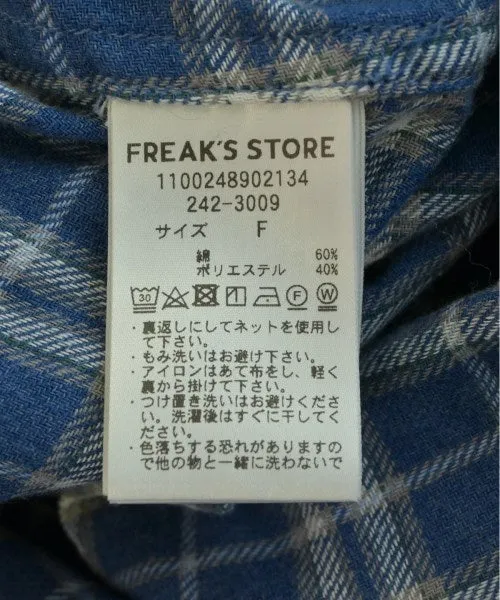 FREAK'S STORE
1100248902134
242-3009
サイズ F
綿 60%
ポリエステル 40%
30 F W
・裏返しにしてネットを使用し
て下さい。
・もみ洗いはお避け下さい。
・アイロンはあて布をし、軽く
裏から掛けて下さい。
・つけ置き洗いはお避けくださ
い。洗濯後はすぐに干してく
ださい。
・色落ちする恐れがありますの
で他の物と一緒に洗わないで